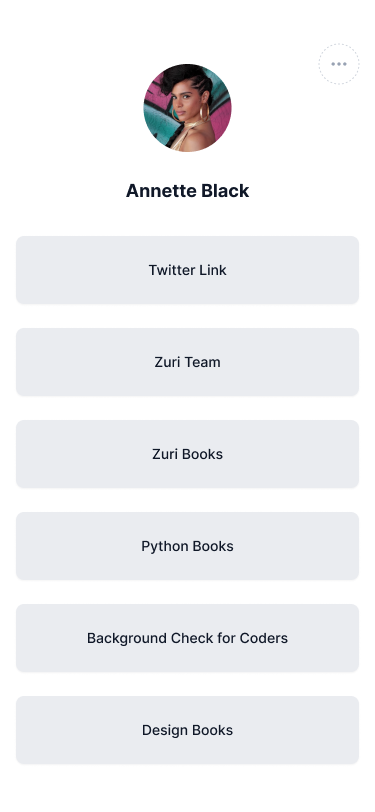 Annette Black
Twitter Link
Zuri Team
Zuri Books
Python Books
Background Check for Coders
Design Books